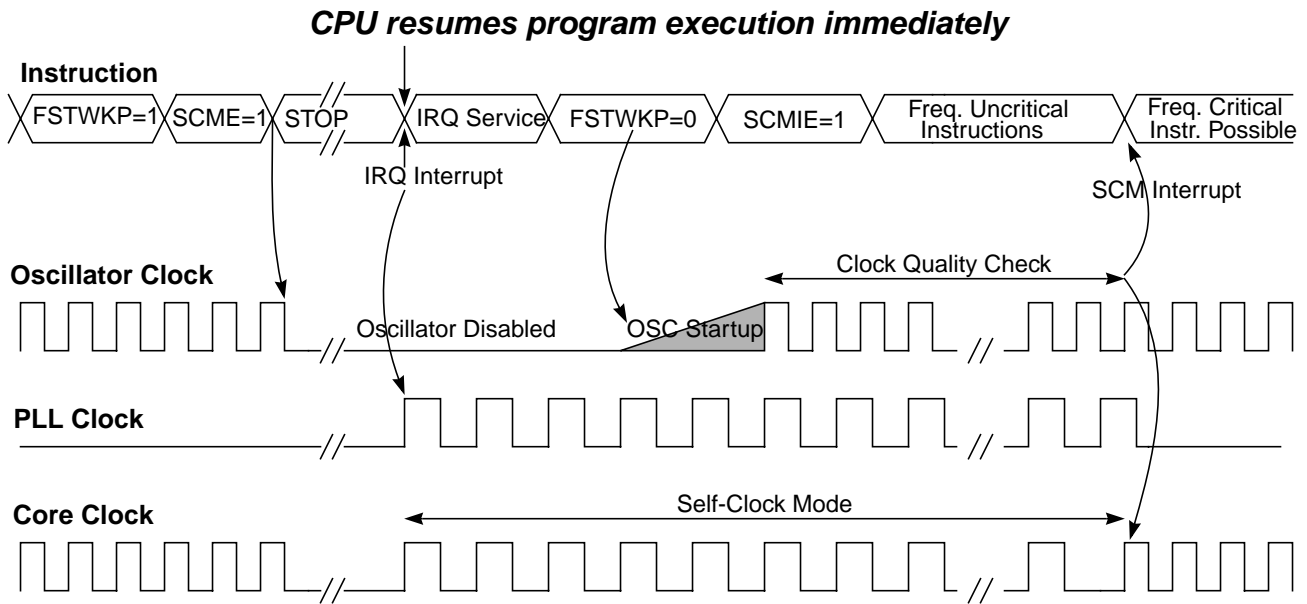 CPU resumes program execution immediately
Instruction
FSTWKP=1
SCME=1
STOP
IRQ Service
FSTWKP=0
SCMIE=1
Freq. Uncritical
Instructions
Freq. Critical
Instr. Possible
IRQ Interrupt
SCM Interrupt
Oscillator Clock
Clock Quality Check
Oscillator Disabled
OSC Startup
PLL Clock
Core Clock
Self-Clock Mode